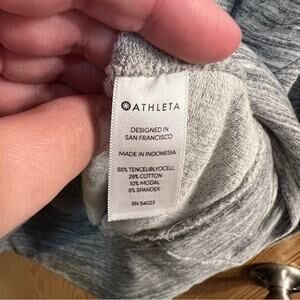 ATHLETA
DESIGNED IN
SAN FRANCISCO
MADE IN INDONESIA
55% TENCEL®LYOCELL
29% COTTON
10% MODAL
6% SPANDEX
RN 54023